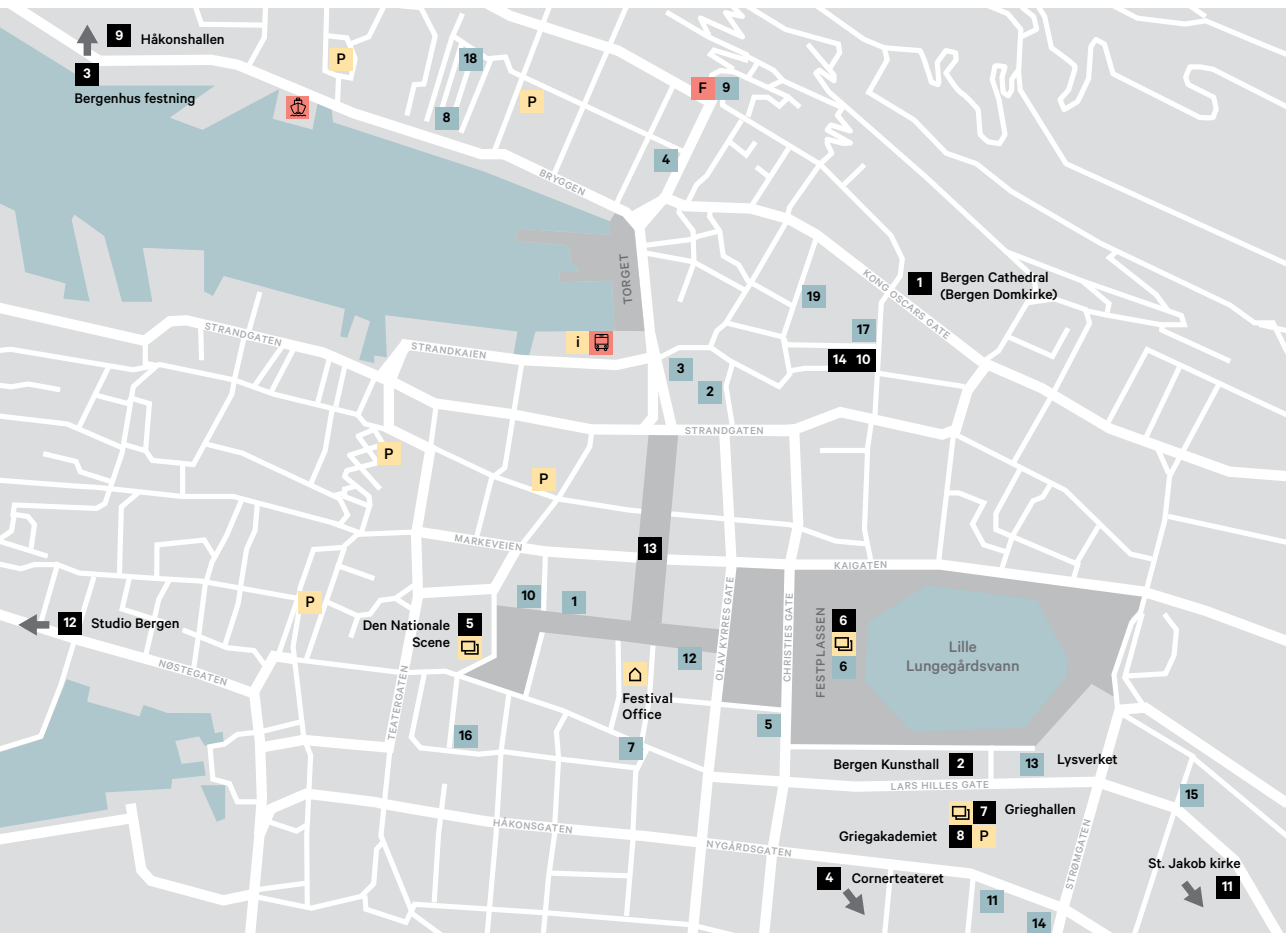 9 Håkonshallen
3
Bergenhus festning
P
18
P
8
F 9
4
BRYGGEN
TORGET
1 Bergen Cathedral
(Bergen Domkirke)
KONG OSCARS GATE
19
17
14 10
STRANDGATEN
STRANDKAIEN
i
3
2
STRANDGATEN
P
P
MARKEVEIEN
13
KAIGATEN
P
10
1
12 Studio Bergen
Den Nationale
Scene
5
NØSTEGATEN
TEATERGATEN
12
OLAV KYRRES GATE
CHRISTIES GATE
FESTPLASSEN
6
6
Lille
Lungegårdsvann
Festival
Office
16
7
5
Bergen Kunsthall 2
13 Lysverket
LARS HILLES GATE
15
7 Grieghallen
Griegakademiet 8 P
HÅKONSGATEN
NYGÅRDSGATEN
STRØMGATEN
4 Cornerteateret
St. Jakob kirke
11
11
14